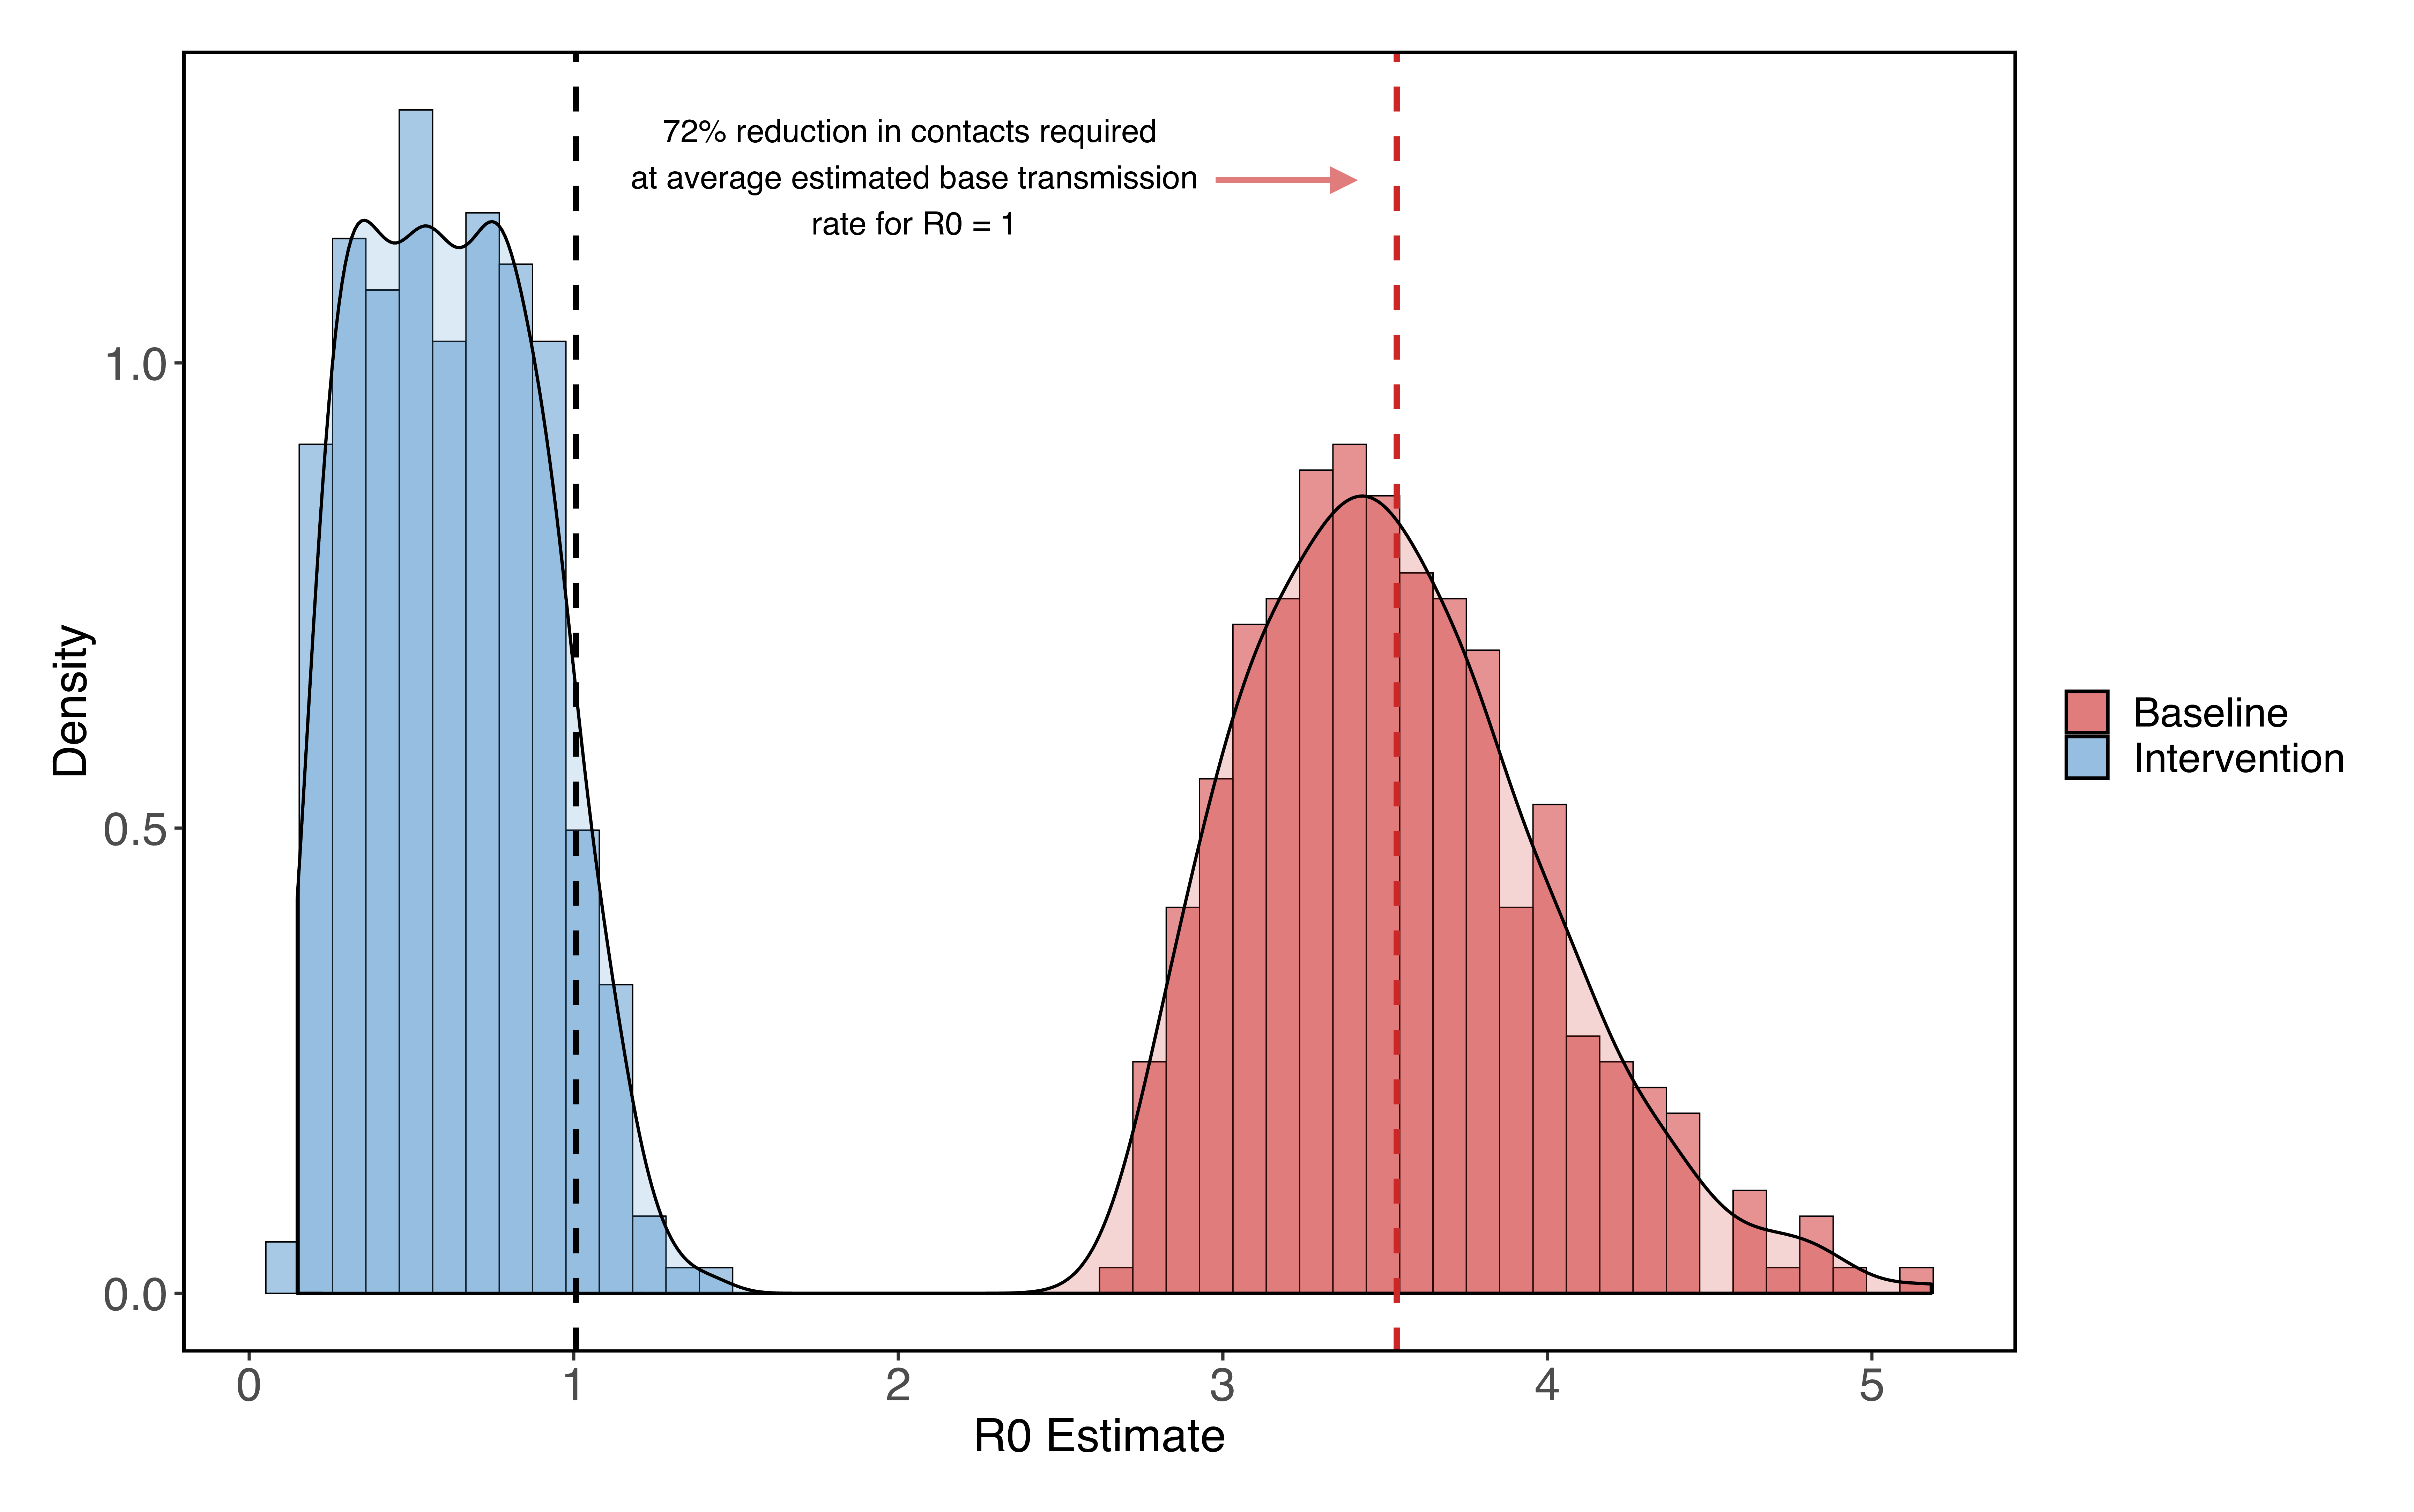 72% reduction in contacts required
at average estimated base transmission
rate for R0 = 1
1.0
0.5
0.0
Density
0 1 2 3 4 5
R0 Estimate
Baseline
Intervention